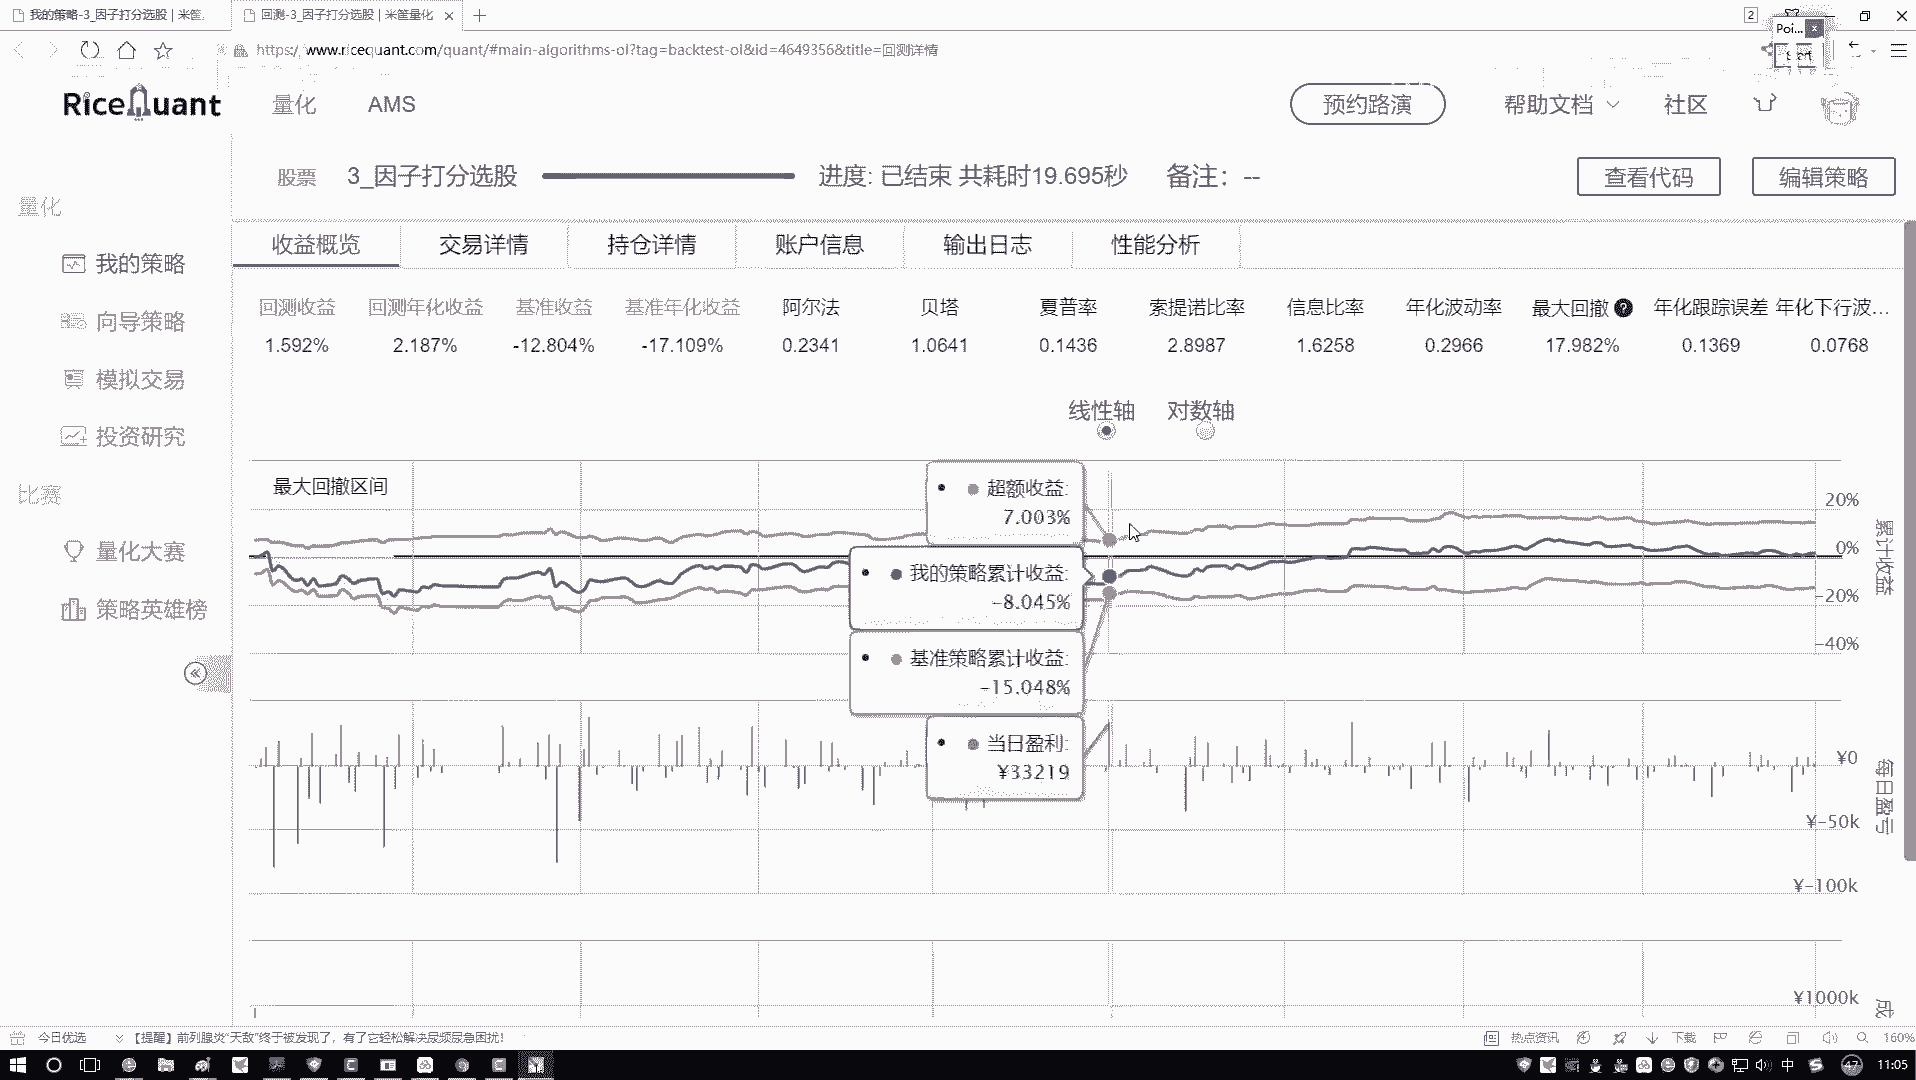 我的策略-3_因子打分选股 | 米筐.
回测-3_因子打分选股 | 米筐量化
2
Poi...
https://www.ricequant.com/quant/#main-algorithms-ol?tag=backtest-ol&id=4649356&title=回测详情
RiceQuant
量化
AMS
预约路演
帮助文档
社区
股票
3_因子打分选股
进度: 已结束 共耗时19.695秒
备注: --
查看代码
编辑策略
量化
我的策略
向导策略
模拟交易
投资研究
比赛
量化大赛
策略英雄榜
收益概览
交易详情
持仓详情
账户信息
输出日志
性能分析
回测收益 回测年化收益 基准收益 基准年化收益 阿尔法 贝塔 夏普率 索提诺比率 信息比率 年化波动率 最大回撤 年化跟踪误差 年化下行波...
1.592% 2.187% -12.804% -17.109% 0.2341 1.0641 0.1436 2.8987 1.6258 0.2966 17.982% 0.1369 0.0768
线性轴 对数轴
最大回撤区间
超额收益:
7.003%
我的策略累计收益:
-8.045%
基准策略累计收益:
-15.048%
当日盈利:
¥33219
20%
0%
-20%
-40%
累计收益
¥0
¥-50k
¥-100k
每日盈亏
¥1000k
成
今日优选
【提醒】前列腺炎“天敌”终于被发现了，有了它轻松解决尿频尿急困扰！
热点资讯
下载
160%
中
47
11:05